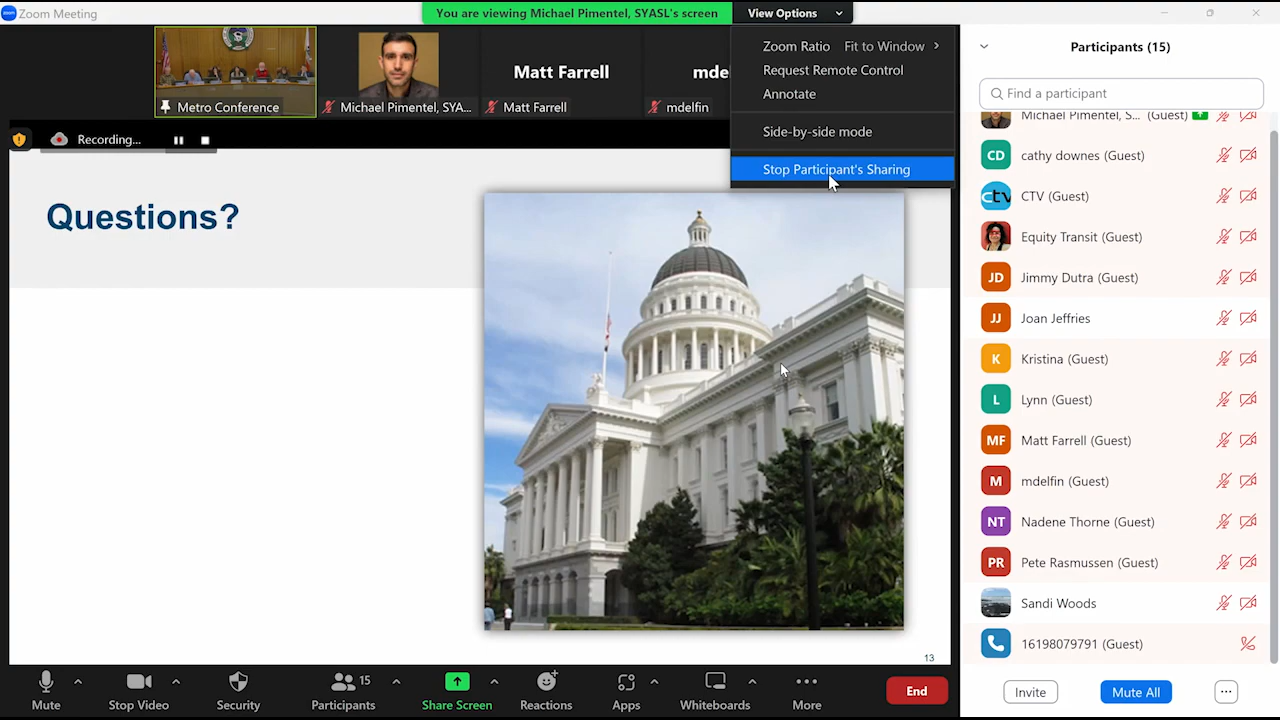 zoom Zoom Meeting
You are viewing Michael Pimentel, SYASL's screen
View Options
Zoom Ratio Fit to Window
Request Remote Control
Annotate
Side-by-side mode
Stop Participant's Sharing
Metro Conference
Michael Pimentel, SYA...
Matt Farrell
Matt Farrell
mdel
mdelfin
Recording...
Questions?
13
Participants (15)
Find a participant
Michael Pimentel, S... (Guest)
CD cathy downes (Guest)
ctv CTV (Guest)
Equity Transit (Guest)
JD Jimmy Dutra (Guest)
JJ Joan Jeffries
K Kristina (Guest)
L Lynn (Guest)
MF Matt Farrell (Guest)
M mdelfin (Guest)
NT Nadene Thorne (Guest)
PR Pete Rasmussen (Guest)
Sandi Woods
16198079791 (Guest)
Invite
Mute All
Mute
Stop Video
Security
15
Participants
Share Screen
Reactions
Apps
Whiteboards
More
End